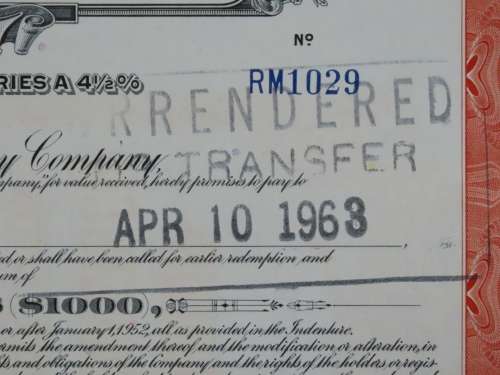 Nº
RIES A 4½%
RM1029
RRENDERED
y Company
TRANSFER
mpany," for value received, hereby promises to pay to
APR 10 1963
,
d or shall have been called for earlier redemption, and
um of
($1000),
or after January 1, 1952, all as provided in the Indenture.
rmits the amendment thereof and the modification or alteration, in
ts and obligations of the Company and the rights of the holders or regis-